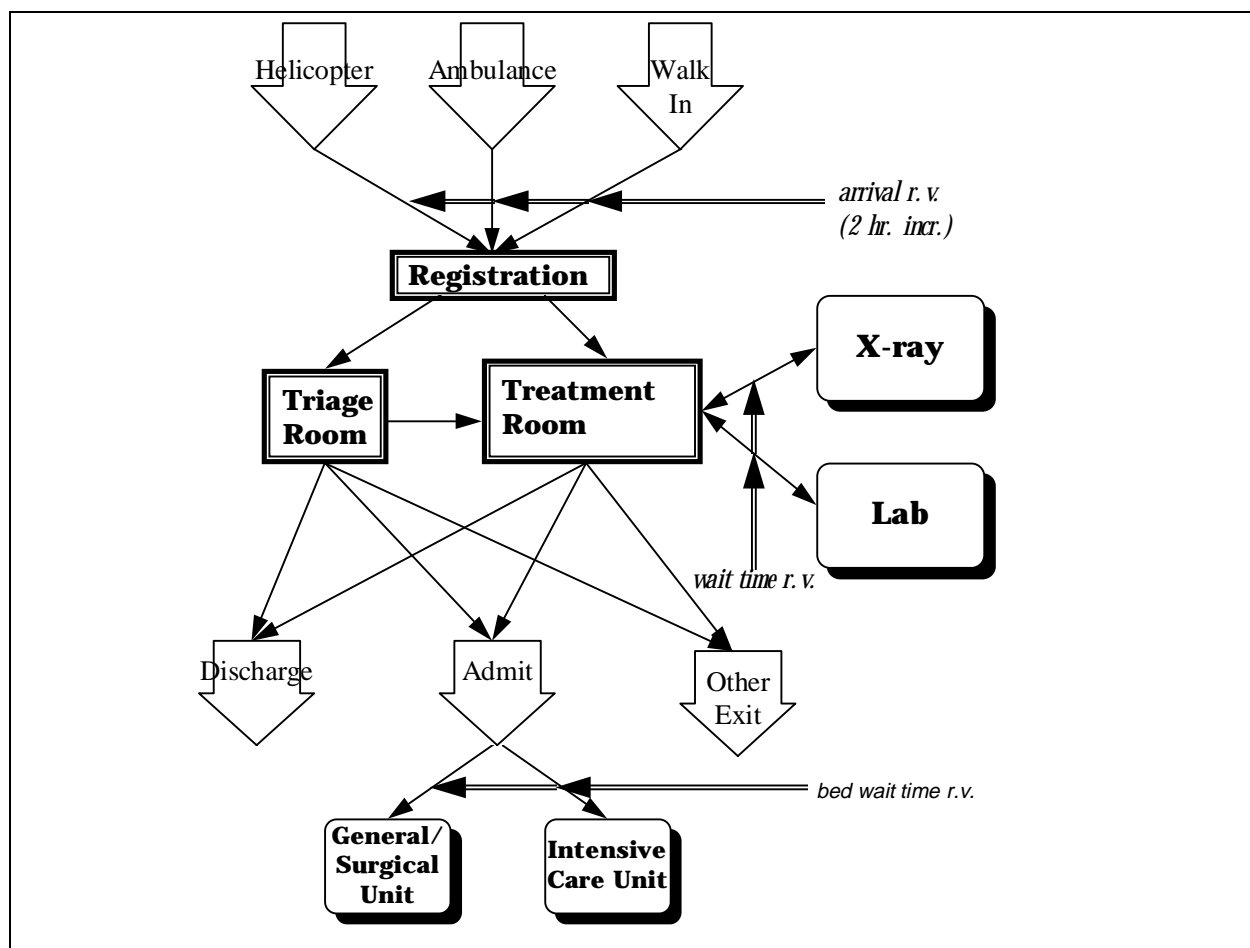 Helicopter
Ambulance
Walk
In
arrival r. v.
(2 hr. incr.)
Registration
X-ray
Triage
Room
Treatment
Room
Lab
wait time r. v.
Discharge
Admit
Other
Exit
bed wait time r.v.
General/
Surgical
Unit
Intensive
Care Unit